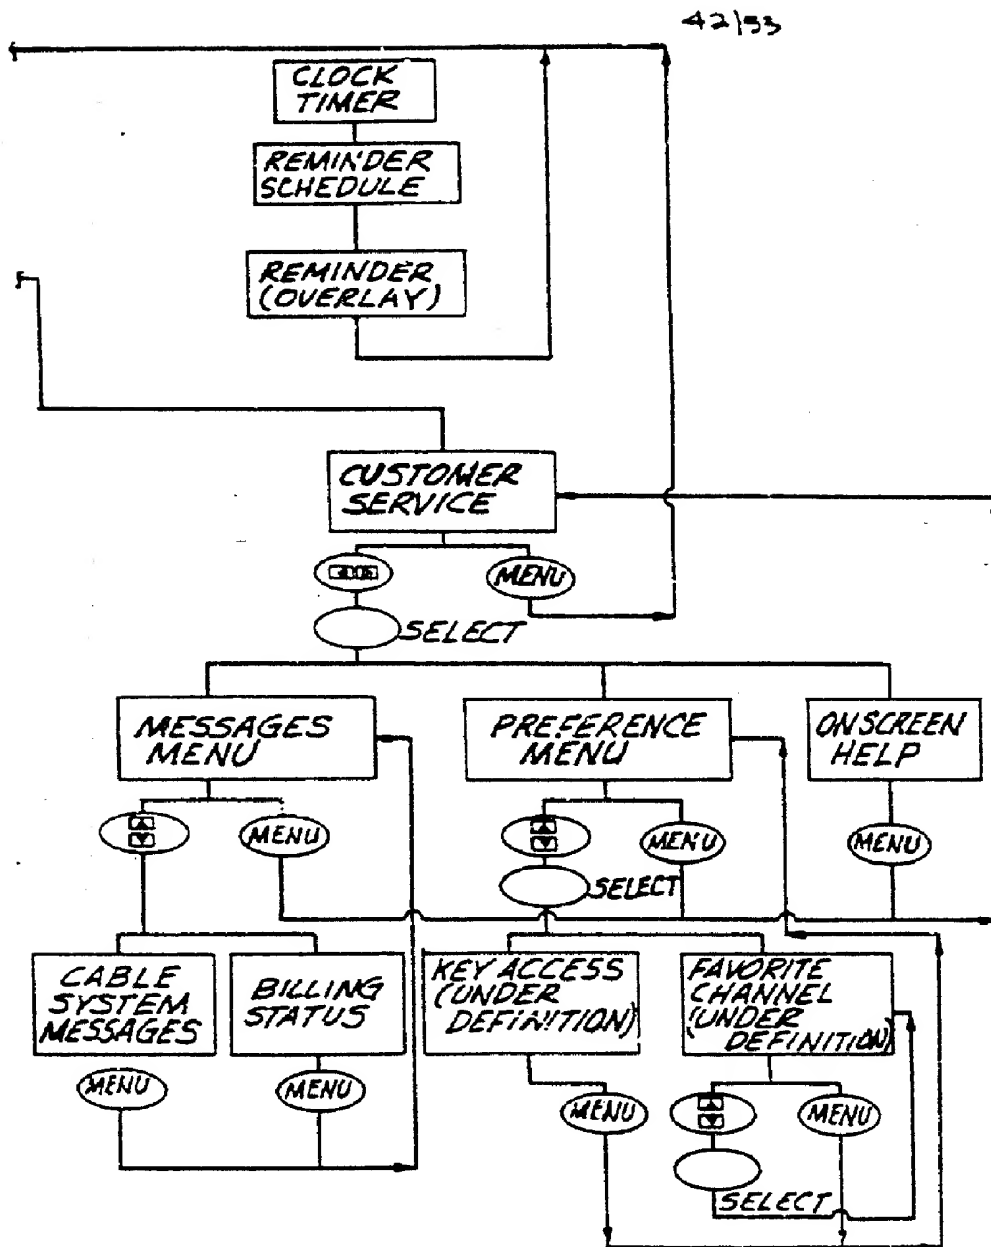 42/53
CLOCK
TIMER
REMINDER
SCHEDULE
REMINDER
(OVERLAY)
CUSTOMER
SERVICE
MENU
SELECT
MESSAGES
MENU
PREFERENCE
MENU
ON SCREEN
HELP
MENU
MENU
MENU
SELECT
CABLE
SYSTEM
MESSAGES
BILLING
STATUS
KEY ACCESS
(UNDER
DEFINITION)
FAVORITE
CHANNEL
(UNDER
DEFINITION)
MENU
MENU
MENU
MENU
SELECT